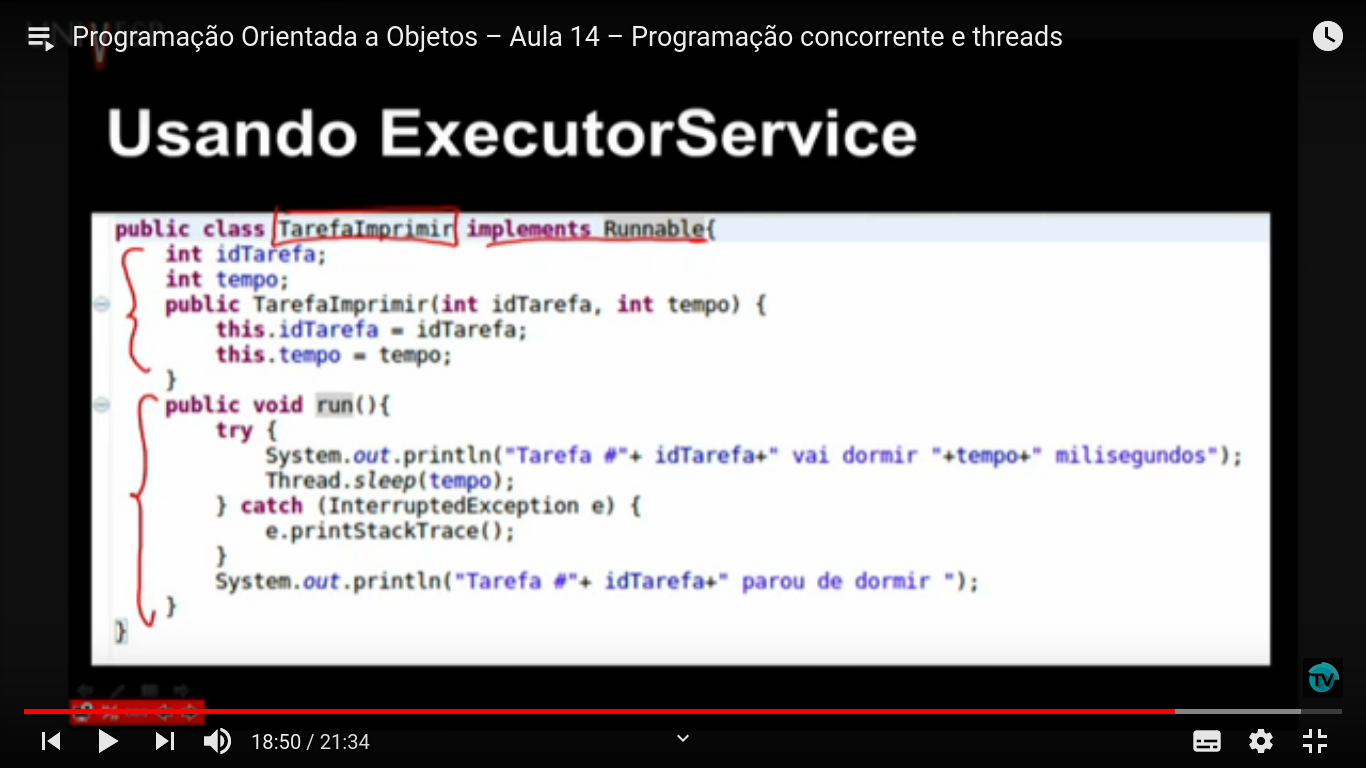 Programação Orientada a Objetos – Aula 14 – Programação concorrente e threads
Usando ExecutorService
public class TarefaImprimir implements Runnable{
int idTarefa;
int tempo;
public TarefaImprimir(int idTarefa, int tempo) {
this.idTarefa = idTarefa;
this.tempo = tempo;
}
public void run(){
try {
System.out.println("Tarefa #"+ idTarefa+" vai dormir "+tempo+" milisegundos");
Thread.sleep(tempo);
} catch (InterruptedException e) {
e.printStackTrace();
}
System.out.println("Tarefa #"+ idTarefa+" parou de dormir ");
}
}
TV
18:50 / 21:34